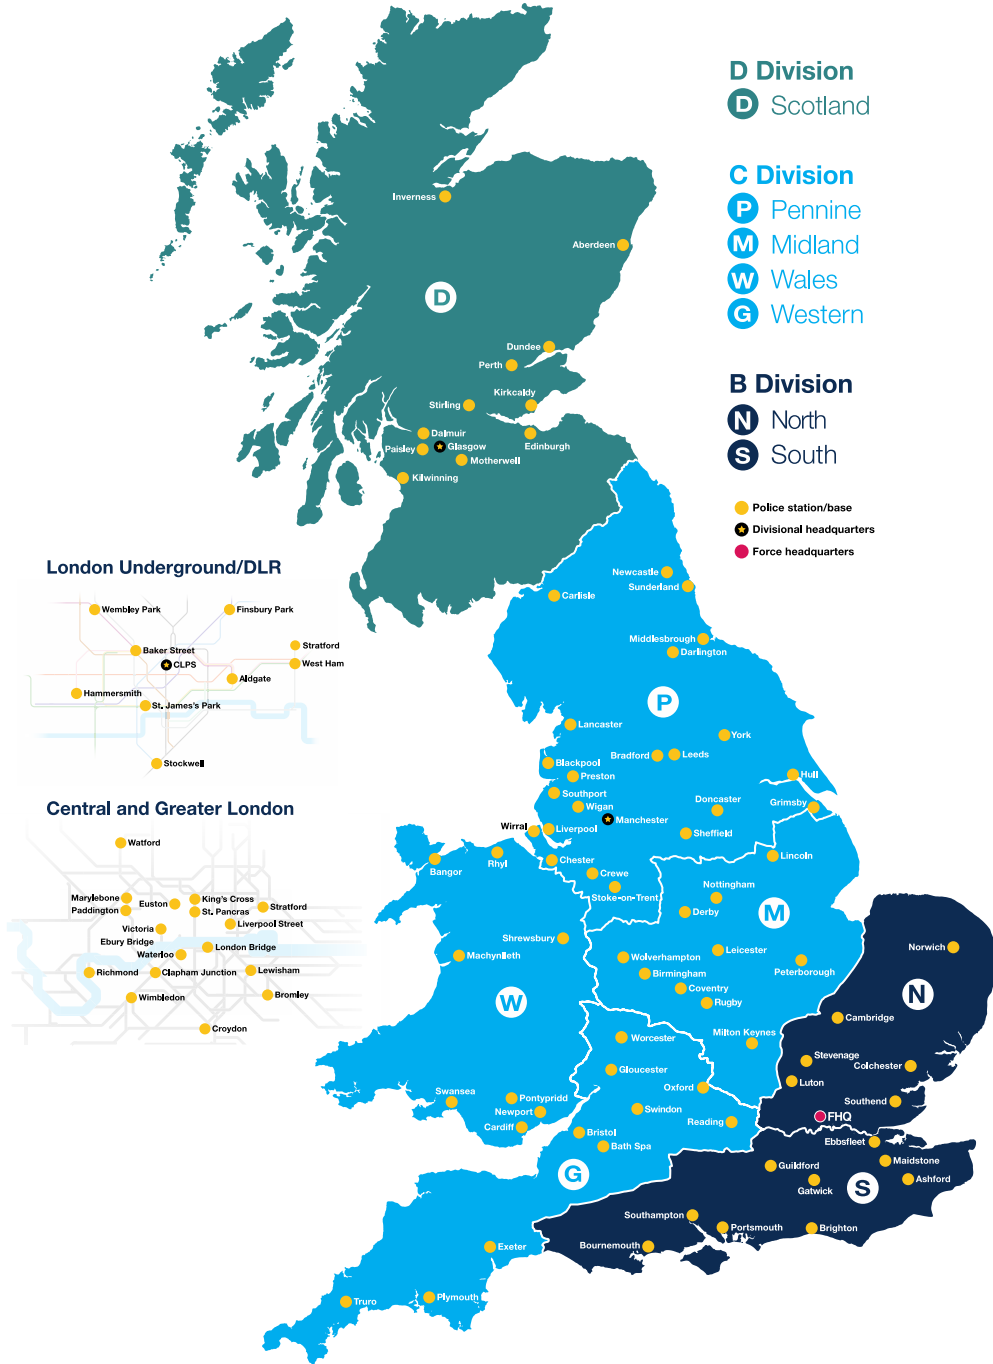 D Division
D Scotland
C Division
P Pennine
M Midland
W Wales
G Western
B Division
N North
S South
Police station/base
Divisional headquarters
Force headquarters
Inverness
Aberdeen
D
Dundee
Perth
Kirkcaldy
Stirling
Dalmuir
Glasgow
Edinburgh
Paisley
Motherwell
Kilwinning
London Underground/DLR
Wembley Park
Finsbury Park
Baker Street
Stratford
CLPS
West Ham
Aldgate
Hammersmith
St. James's Park
Stockwell
Newcastle
Sunderland
Carlisle
Middlesbrough
Darlington
P
Lancaster
York
Bradford
Leeds
Blackpool
Preston
Hull
Southport
Wigan
Doncaster
Grimsby
Manchester
Wirral
Liverpool
Sheffield
Central and Greater London
Watford
Marylebone
Paddington
Euston
King's Cross
St. Pancras
Stratford
Liverpool Street
Victoria
Ebury Bridge
London Bridge
Waterloo
Richmond
Clapham Junction
Lewisham
Wimbledon
Bromley
Croydon
Bangor
Rhyl
Chester
Crewe
Stoke-on-Trent
Lincoln
Nottingham
Derby
M
Shrewsbury
Machynlleth
Leicester
Wolverhampton
Birmingham
Peterborough
Coventry
Rugby
W
Norwich
N
Cambridge
Milton Keynes
Worcester
Stevenage
Colchester
Gloucester
Luton
Oxford
Swansea
Pontypridd
Newport
Cardiff
Swindon
Reading
Southend
FHQ
Bristol
Bath Spa
Ebbsfleet
Maidstone
Guildford
Gatwick
Ashford
G
S
Southampton
Portsmouth
Brighton
Bournemouth
Exeter
Plymouth
Truro